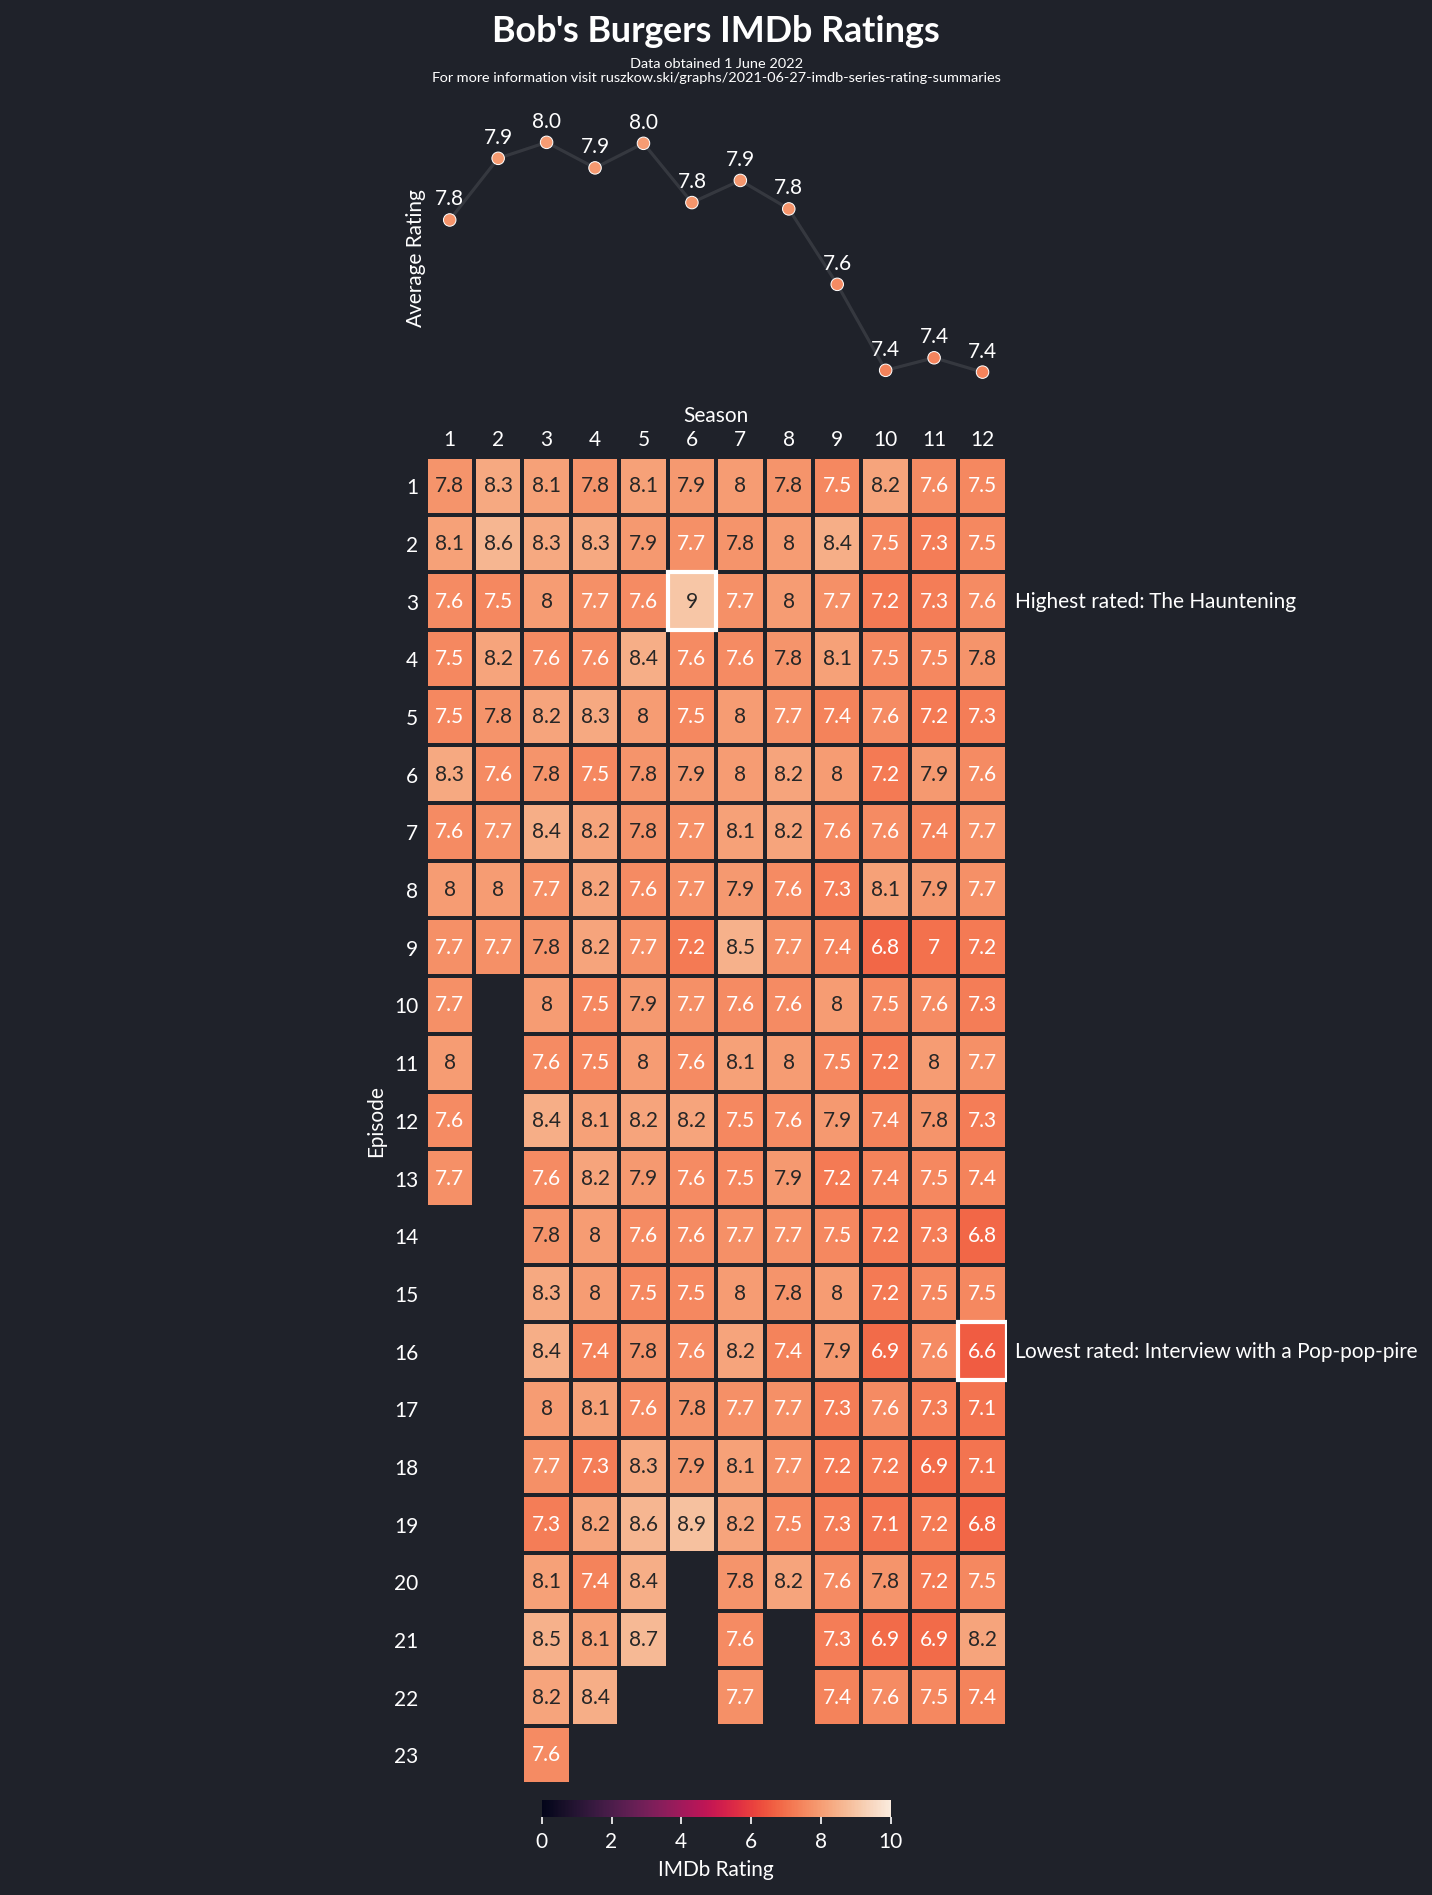 Bob's Burgers IMDb Ratings
Data obtained 1 June 2022
For more information visit ruszkow.ski/graphs/2021-06-27-imdb-series-rating-summaries
Average Rating
7.8 7.9 8.0 7.9 8.0 7.8 7.9 7.8 7.6 7.4 7.4 7.4
Season
1 2 3 4 5 6 7 8 9 10 11 12
Episode
1 7.8 8.3 8.1 7.8 8.1 7.9 8 7.8 7.5 8.2 7.6 7.5
2 8.1 8.6 8.3 8.3 7.9 7.7 7.8 8 8.4 7.5 7.3 7.5
3 7.6 7.5 8 7.7 7.6 9 7.7 8 7.7 7.2 7.3 7.6 Highest rated: The Hauntening
4 7.5 8.2 7.6 7.6 8.4 7.6 7.6 7.8 8.1 7.5 7.5 7.8
5 7.5 7.8 8.2 8.3 8 7.5 8 7.7 7.4 7.6 7.2 7.3
6 8.3 7.6 7.8 7.5 7.8 7.9 8 8.2 8 7.2 7.9 7.6
7 7.6 7.7 8.4 8.2 7.8 7.7 8.1 8.2 7.6 7.6 7.4 7.7
8 8 8 7.7 8.2 7.6 7.7 7.9 7.6 7.3 8.1 7.9 7.7
9 7.7 7.7 7.8 8.2 7.7 7.2 8.5 7.7 7.4 6.8 7 7.2
10 7.7 8 7.5 7.9 7.7 7.6 7.6 8 7.5 7.6 7.3
11 8 7.6 7.5 8 7.6 8.1 8 7.5 7.2 8 7.7
12 7.6 8.4 8.1 8.2 8.2 7.5 7.6 7.9 7.4 7.8 7.3
13 7.7 7.6 8.2 7.9 7.6 7.5 7.9 7.2 7.4 7.5 7.4
14 7.8 8 7.6 7.6 7.7 7.7 7.5 7.2 7.3 6.8
15 8.3 8 7.5 7.5 8 7.8 8 7.2 7.5 7.5
16 8.4 7.4 7.8 7.6 8.2 7.4 7.9 6.9 7.6 6.6 Lowest rated: Interview with a Pop-pop-pire
17 8 8.1 7.6 7.8 7.7 7.7 7.3 7.6 7.3 7.1
18 7.7 7.3 8.3 7.9 8.1 7.7 7.2 7.2 6.9 7.1
19 7.3 8.2 8.6 8.9 8.2 7.5 7.3 7.1 7.2 6.8
20 8.1 7.4 8.4 7.8 8.2 7.6 7.8 7.2 7.5
21 8.5 8.1 8.7 7.6 7.3 6.9 6.9 8.2
22 8.2 8.4 7.7 7.4 7.6 7.5 7.4
23 7.6
0 2 4 6 8 10
IMDb Rating